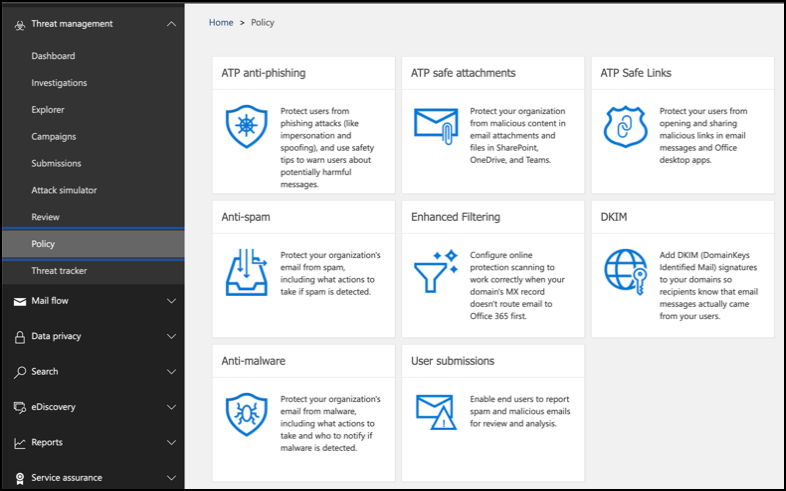 Threat management
Dashboard
Investigations
Explorer
Campaigns
Submissions
Attack simulator
Review
Policy
Threat tracker
Mail flow
Data privacy
Search
eDiscovery
Reports
Service assurance
Home > Policy
ATP anti-phishing
Protect users from
phishing attacks (like
impersonation and
spoofing), and use safety
tips to warn users about
potentially harmful
messages.
ATP safe attachments
Protect your organization
from malicious content in
email attachments and
files in SharePoint,
OneDrive, and Teams.
ATP Safe Links
Protect your users from
opening and sharing
malicious links in email
messages and Office
desktop apps.
Anti-spam
Protect your organization's
email from spam,
including what actions to
take if spam is detected.
Enhanced Filtering
Configure online
protection scanning to
work correctly when your
domain's MX record
doesn't route email to
Office 365 first.
DKIM
Add DKIM (DomainKeys
Identified Mail) signatures
to your domains so
recipients know that email
messages actually came
from your users.
Anti-malware
Protect your organization's
email from malware,
including what actions to
take and who to notify if
malware is detected.
User submissions
Enable end users to report
spam and malicious emails
for review and analysis.